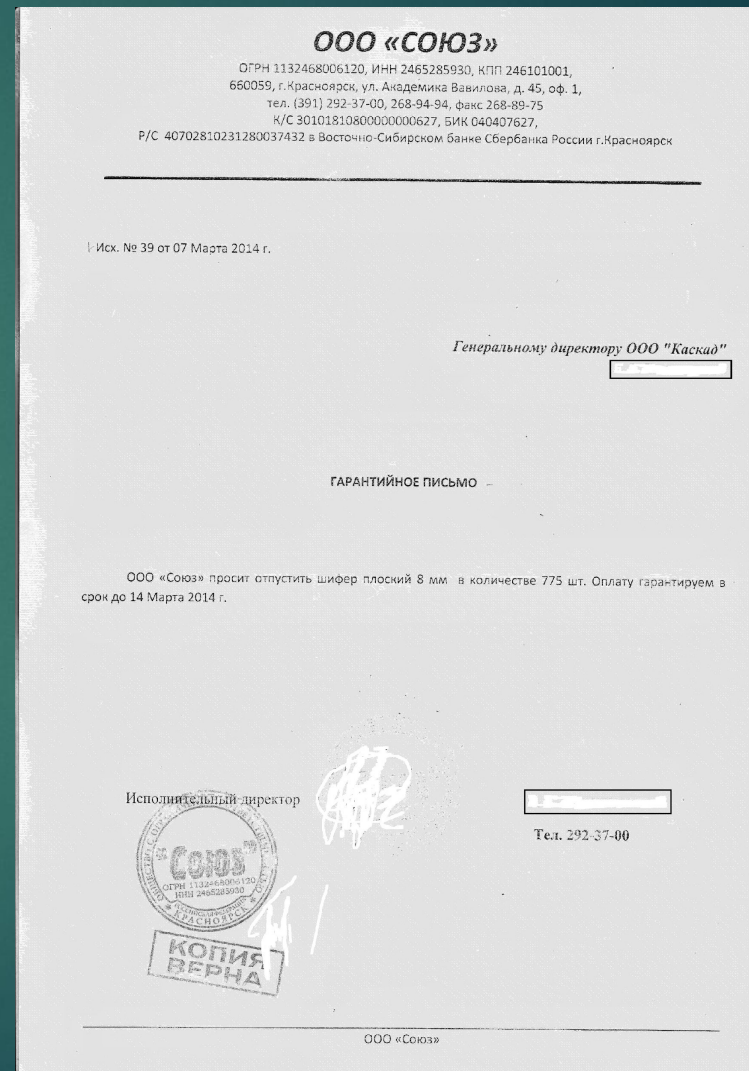 ООО «СОЮЗ»
ОГРН 1132468006120, ИНН 2465285930, КПП 246101001,
660059, г.Красноярск, ул. Академика Вавилова, д. 45, оф. 1,
тел. (391) 292-37-00, 268-94-94, факс 268-89-75
К/С 30101810800000000627, БИК 040407627,
Р/С 40702810231280037432 в Восточно-Сибирском банке Сбербанка России г.Красноярск
Исх. № 39 от 07 Марта 2014 г.
Генеральному директору ООО "Каскад"
ГАРАНТИЙНОЕ ПИСЬМО
ООО «Союз» просит отпустить шифер плоский 8 мм в количестве 775 шт. Оплату гарантируем в
срок до 14 Марта 2014 г.
Исполнительный директор
Тел. 292-37-00
"Союз"
ОГРН 1132468006120
ИНН 2465285930
КРАСНОЯРСК
КОПИЯ
ВЕРНА
ООО «Союз»